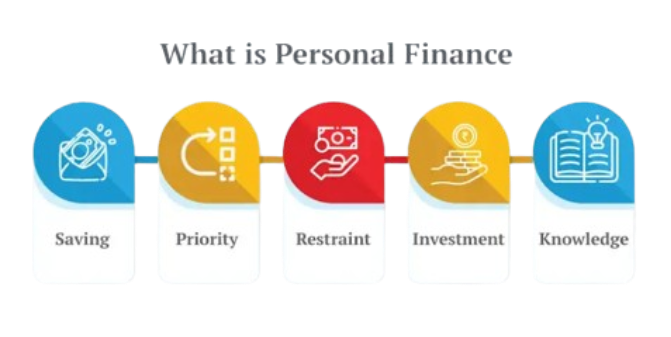 What is Personal Finance
Saving
Priority
Restraint
Investment
Knowledge